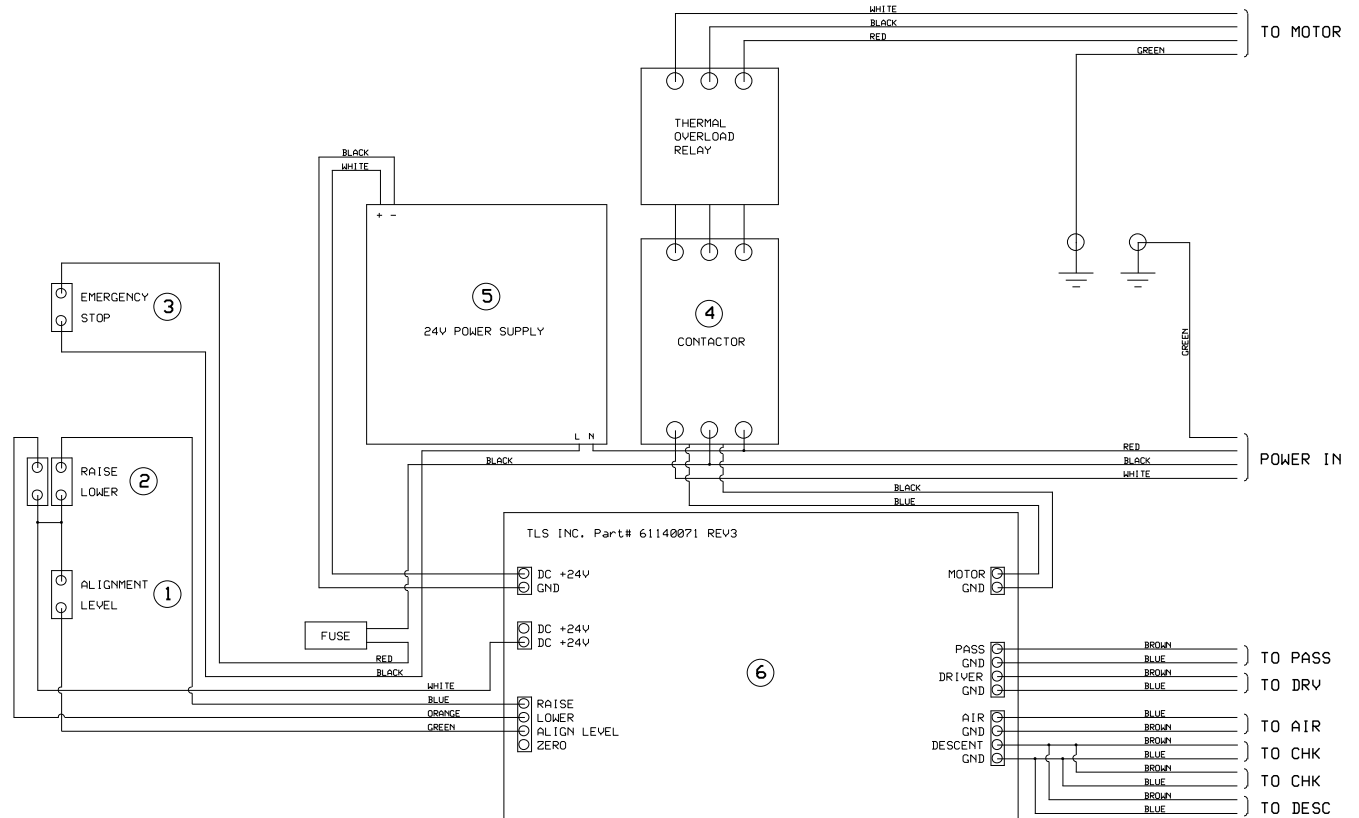 WHITE
BLACK
RED
GREEN
TO MOTOR
THERMAL
OVERLOAD
RELAY
BLACK
WHITE
+ -
5
24V POWER SUPPLY
L N
4
CONTACTOR
GREEN
EMERGENCY
STOP
3
RAISE
LOWER
2
ALIGNMENT
LEVEL
1
BLACK
RED
BLACK
WHITE
POWER IN
BLACK
BLUE
TLS INC. Part# 61140071 REV3
DC +24V
GND
DC +24V
DC +24V
FUSE
RED
BLACK
WHITE
BLUE
ORANGE
GREEN
RAISE
LOWER
ALIGN LEVEL
ZERO
6
MOTOR
GND
PASS
GND
DRIVER
GND
AIR
GND
DESCENT
GND
BROWN
BLUE
TO PASS
BROWN
BLUE
TO DRV
BLUE
BROWN
TO AIR
BROWN
BLUE
TO CHK
BROWN
BLUE
TO CHK
BROWN
BLUE
TO DESC